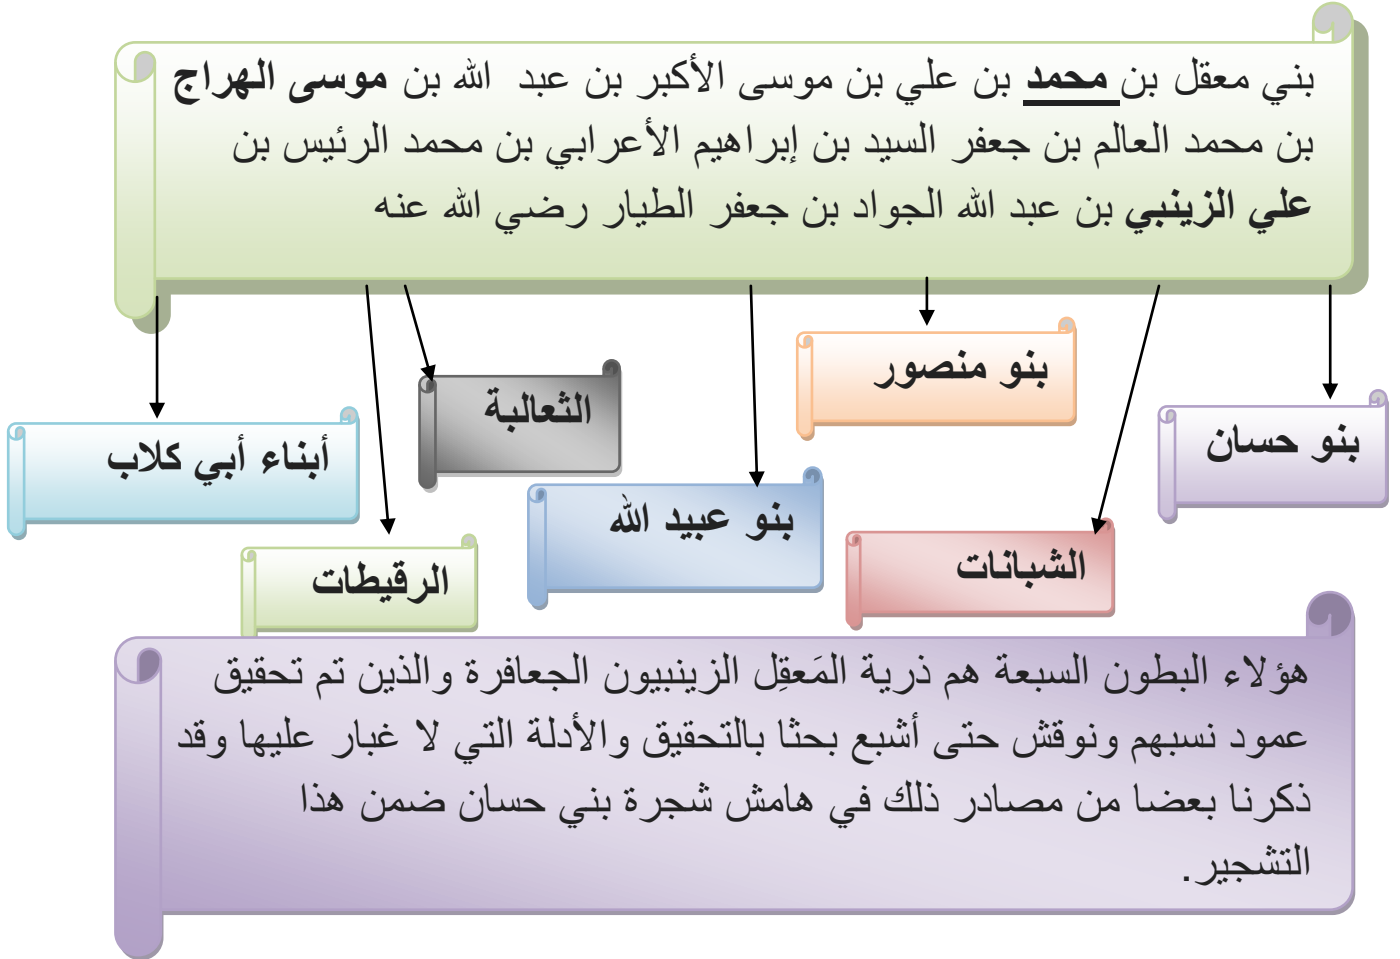 بني معقل بن محمد بن علي بن موسى الأكبر بن عبد الله بن موسى الهراج
بن محمد العالم بن جعفر السيد بن إبراهيم الأعرابي بن محمد الرئيس بن
علي الزينبي بن عبد الله الجواد بن جعفر الطيار رضي الله عنه
بنو حسان
بنو منصور
الثعالبة
أبناء أبي كلاب
بنو عبيد الله
الشبانات
الرقيطات
هؤلاء البطون السبعة هم ذرية المَعقِل الزينبيون الجعافرة والذين تم تحقيق
عمود نسبهم ونوقش حتى أشبع بحثا بالتحقيق والأدلة التي لا غبار عليها وقد
ذكرنا بعضا من مصادر ذلك في هامش شجرة بني حسان ضمن هذا
التشجير.